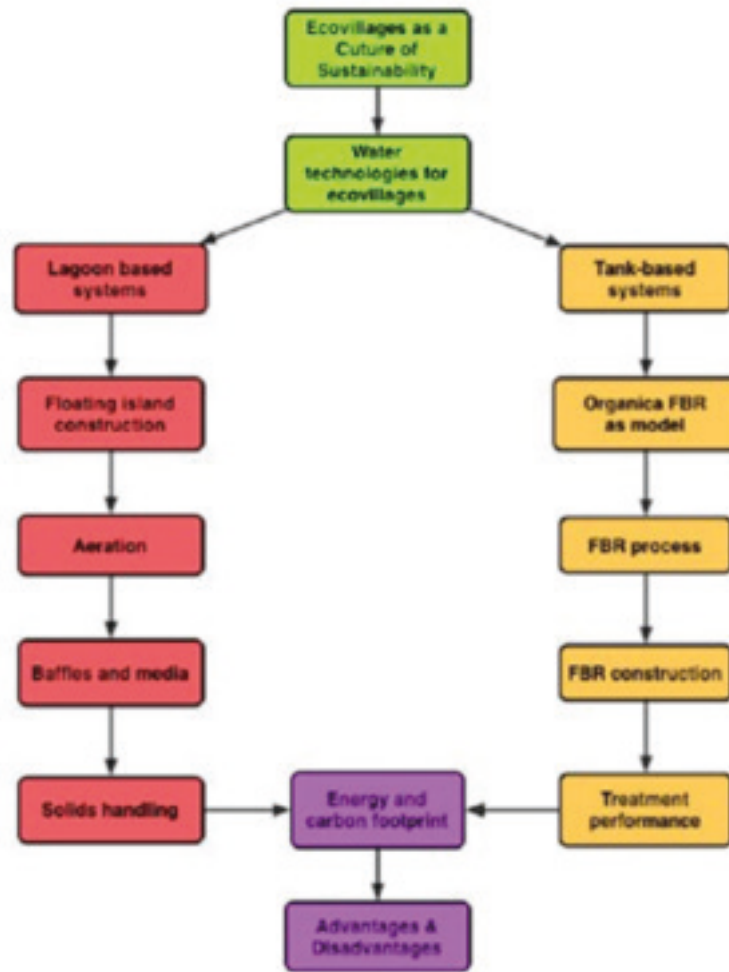 Ecovillages as a
Cuture of
Sustainability
Water
technologies for
ecovillages
Lagoon based
systems
Tank-based
systems
Floating island
construction
Organica FBR
as model
Aeration
FBR process
Baffles and media
FBR construction
Solids handling
Energy and
carbon footprint
Treatment
performance
Advantages &
Disadvantages